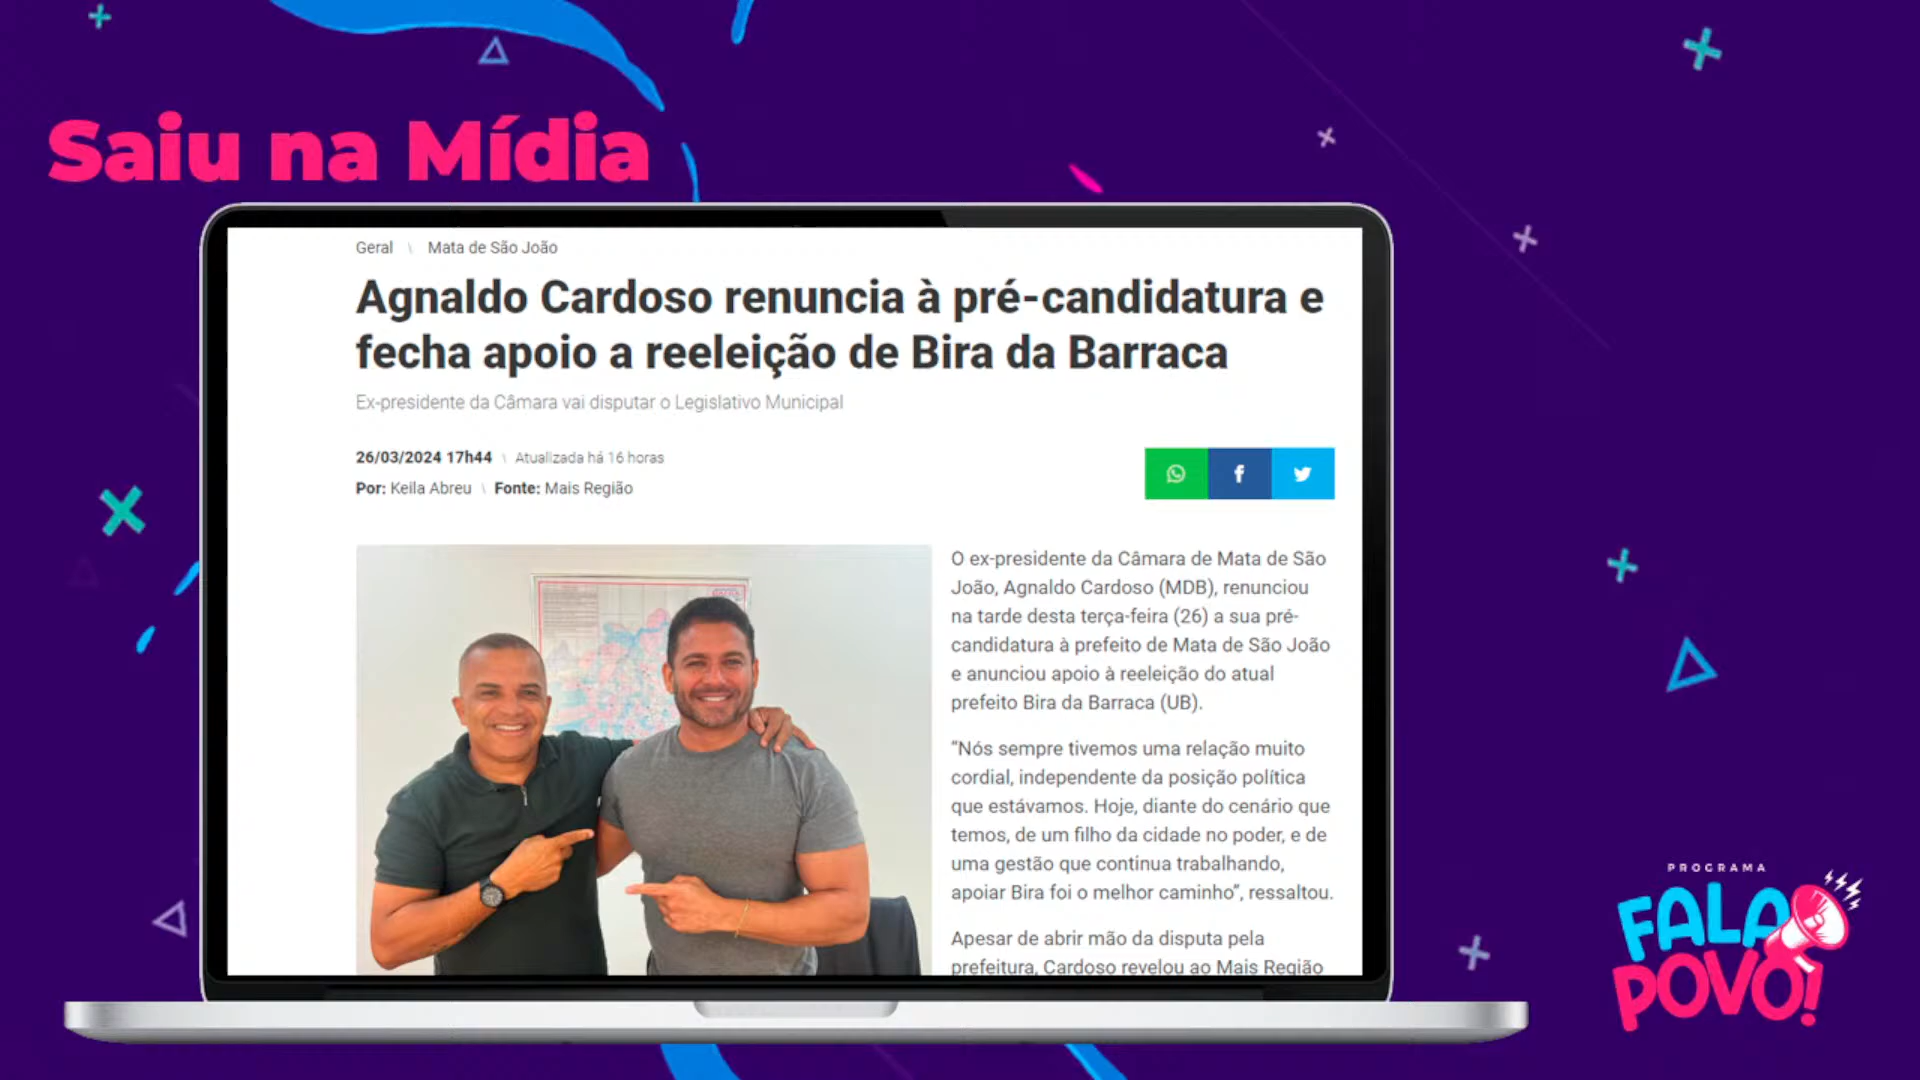 Saiu na Mídia
Geral \ Mata de São João
Agnaldo Cardoso renuncia à pré-candidatura e
fecha apoio a reeleição de Bira da Barraca
Ex-presidente da Câmara vai disputar o Legislativo Municipal
26/03/2024 17h44 \ Atualizada há 16 horas
Por: Keila Abreu \ Fonte: Mais Região
O ex-presidente da Câmara de Mata de São
João, Agnaldo Cardoso (MDB), renunciou
na tarde desta terça-feira (26) a sua pré-
candidatura à prefeito de Mata de São João
e anunciou apoio à reeleição do atual
prefeito Bira da Barraca (UB).
“Nós sempre tivemos uma relação muito
cordial, independente da posição política
que estávamos. Hoje, diante do cenário que
temos, de um filho da cidade no poder, e de
uma gestão que continua trabalhando,
apoiar Bira foi o melhor caminho”, ressaltou.
Apesar de abrir mão da disputa pela
prefeitura, Cardoso revelou ao Mais Região
PROGRAMA
FALA
POVO!